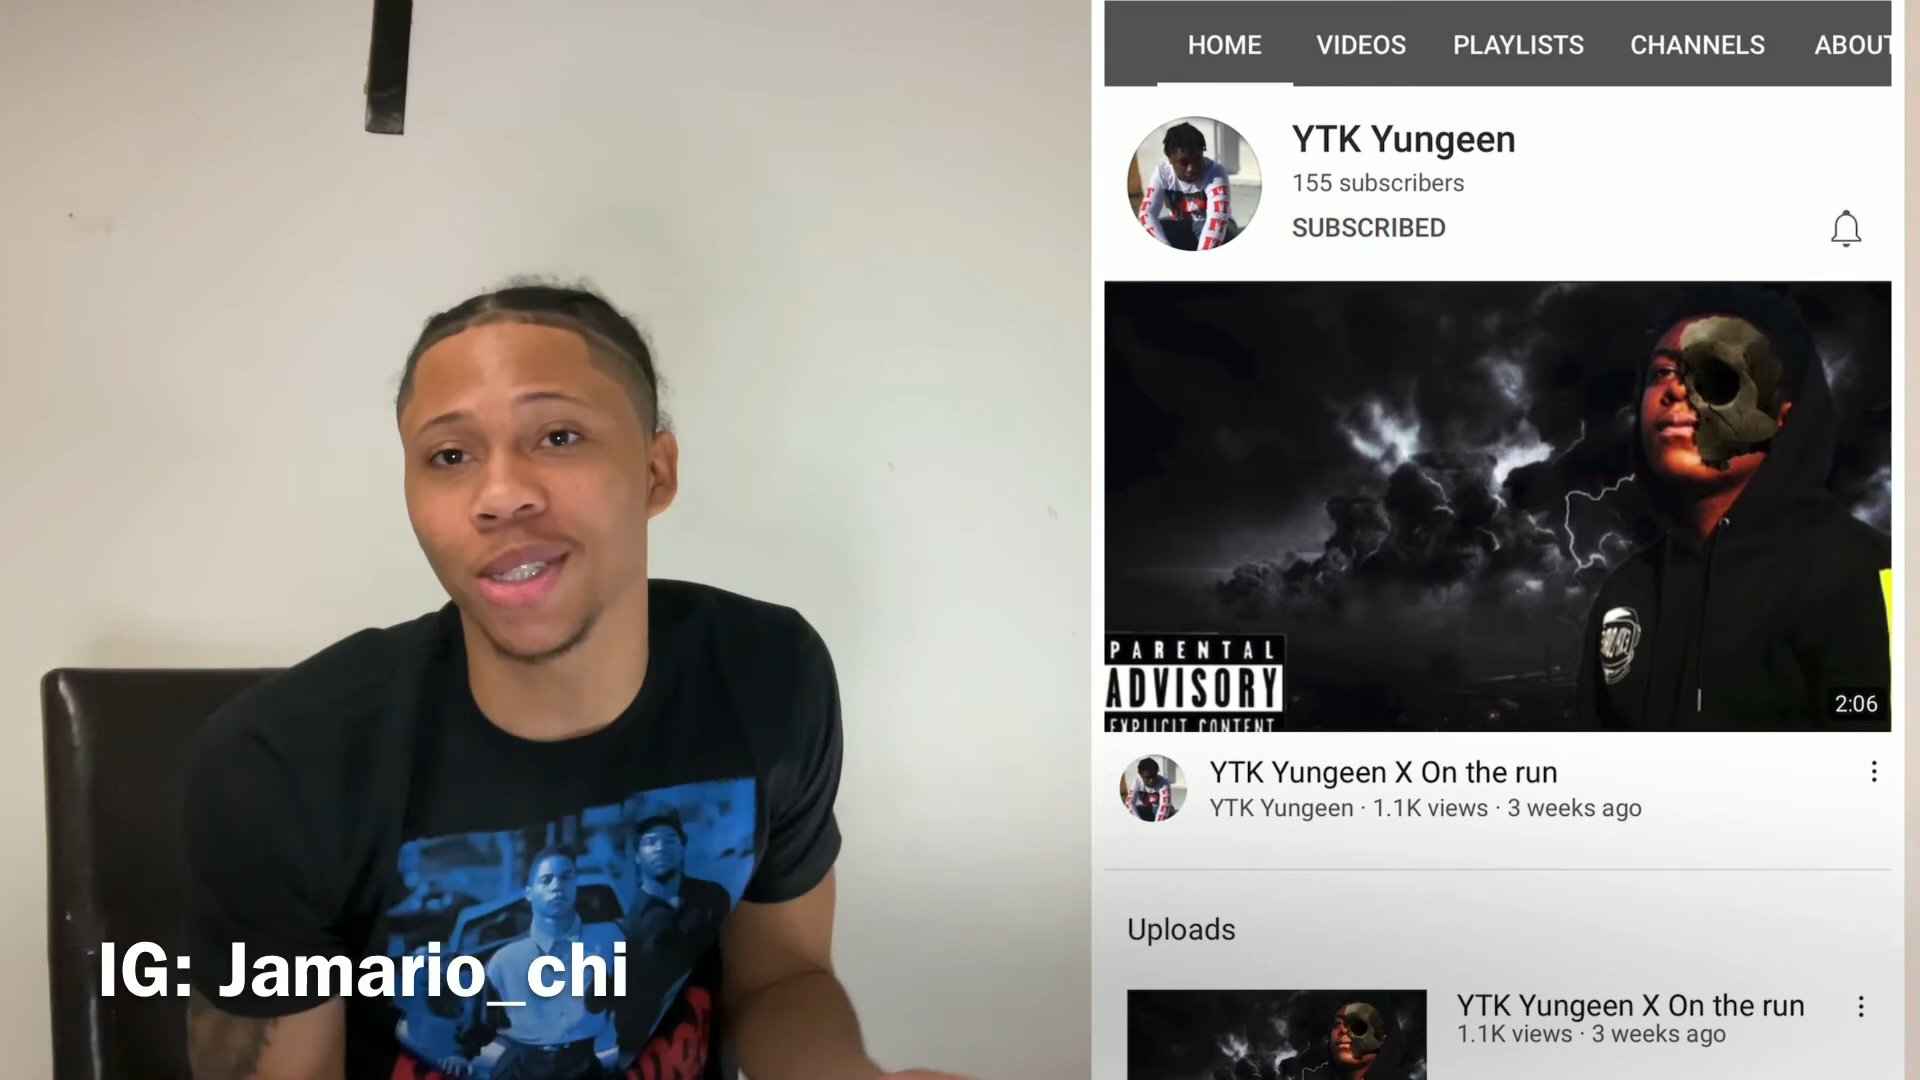 HOME VIDEOS PLAYLISTS CHANNELS ABOUT
YTK Yungeen
155 subscribers
SUBSCRIBED
PARENTAL
ADVISORY
EXPLICIT CONTENT
2:06
YTK Yungeen X On the run
YTK Yungeen · 1.1K views · 3 weeks ago
Uploads
YTK Yungeen X On the run
1.1K views · 3 weeks ago
IG: Jamario_chi